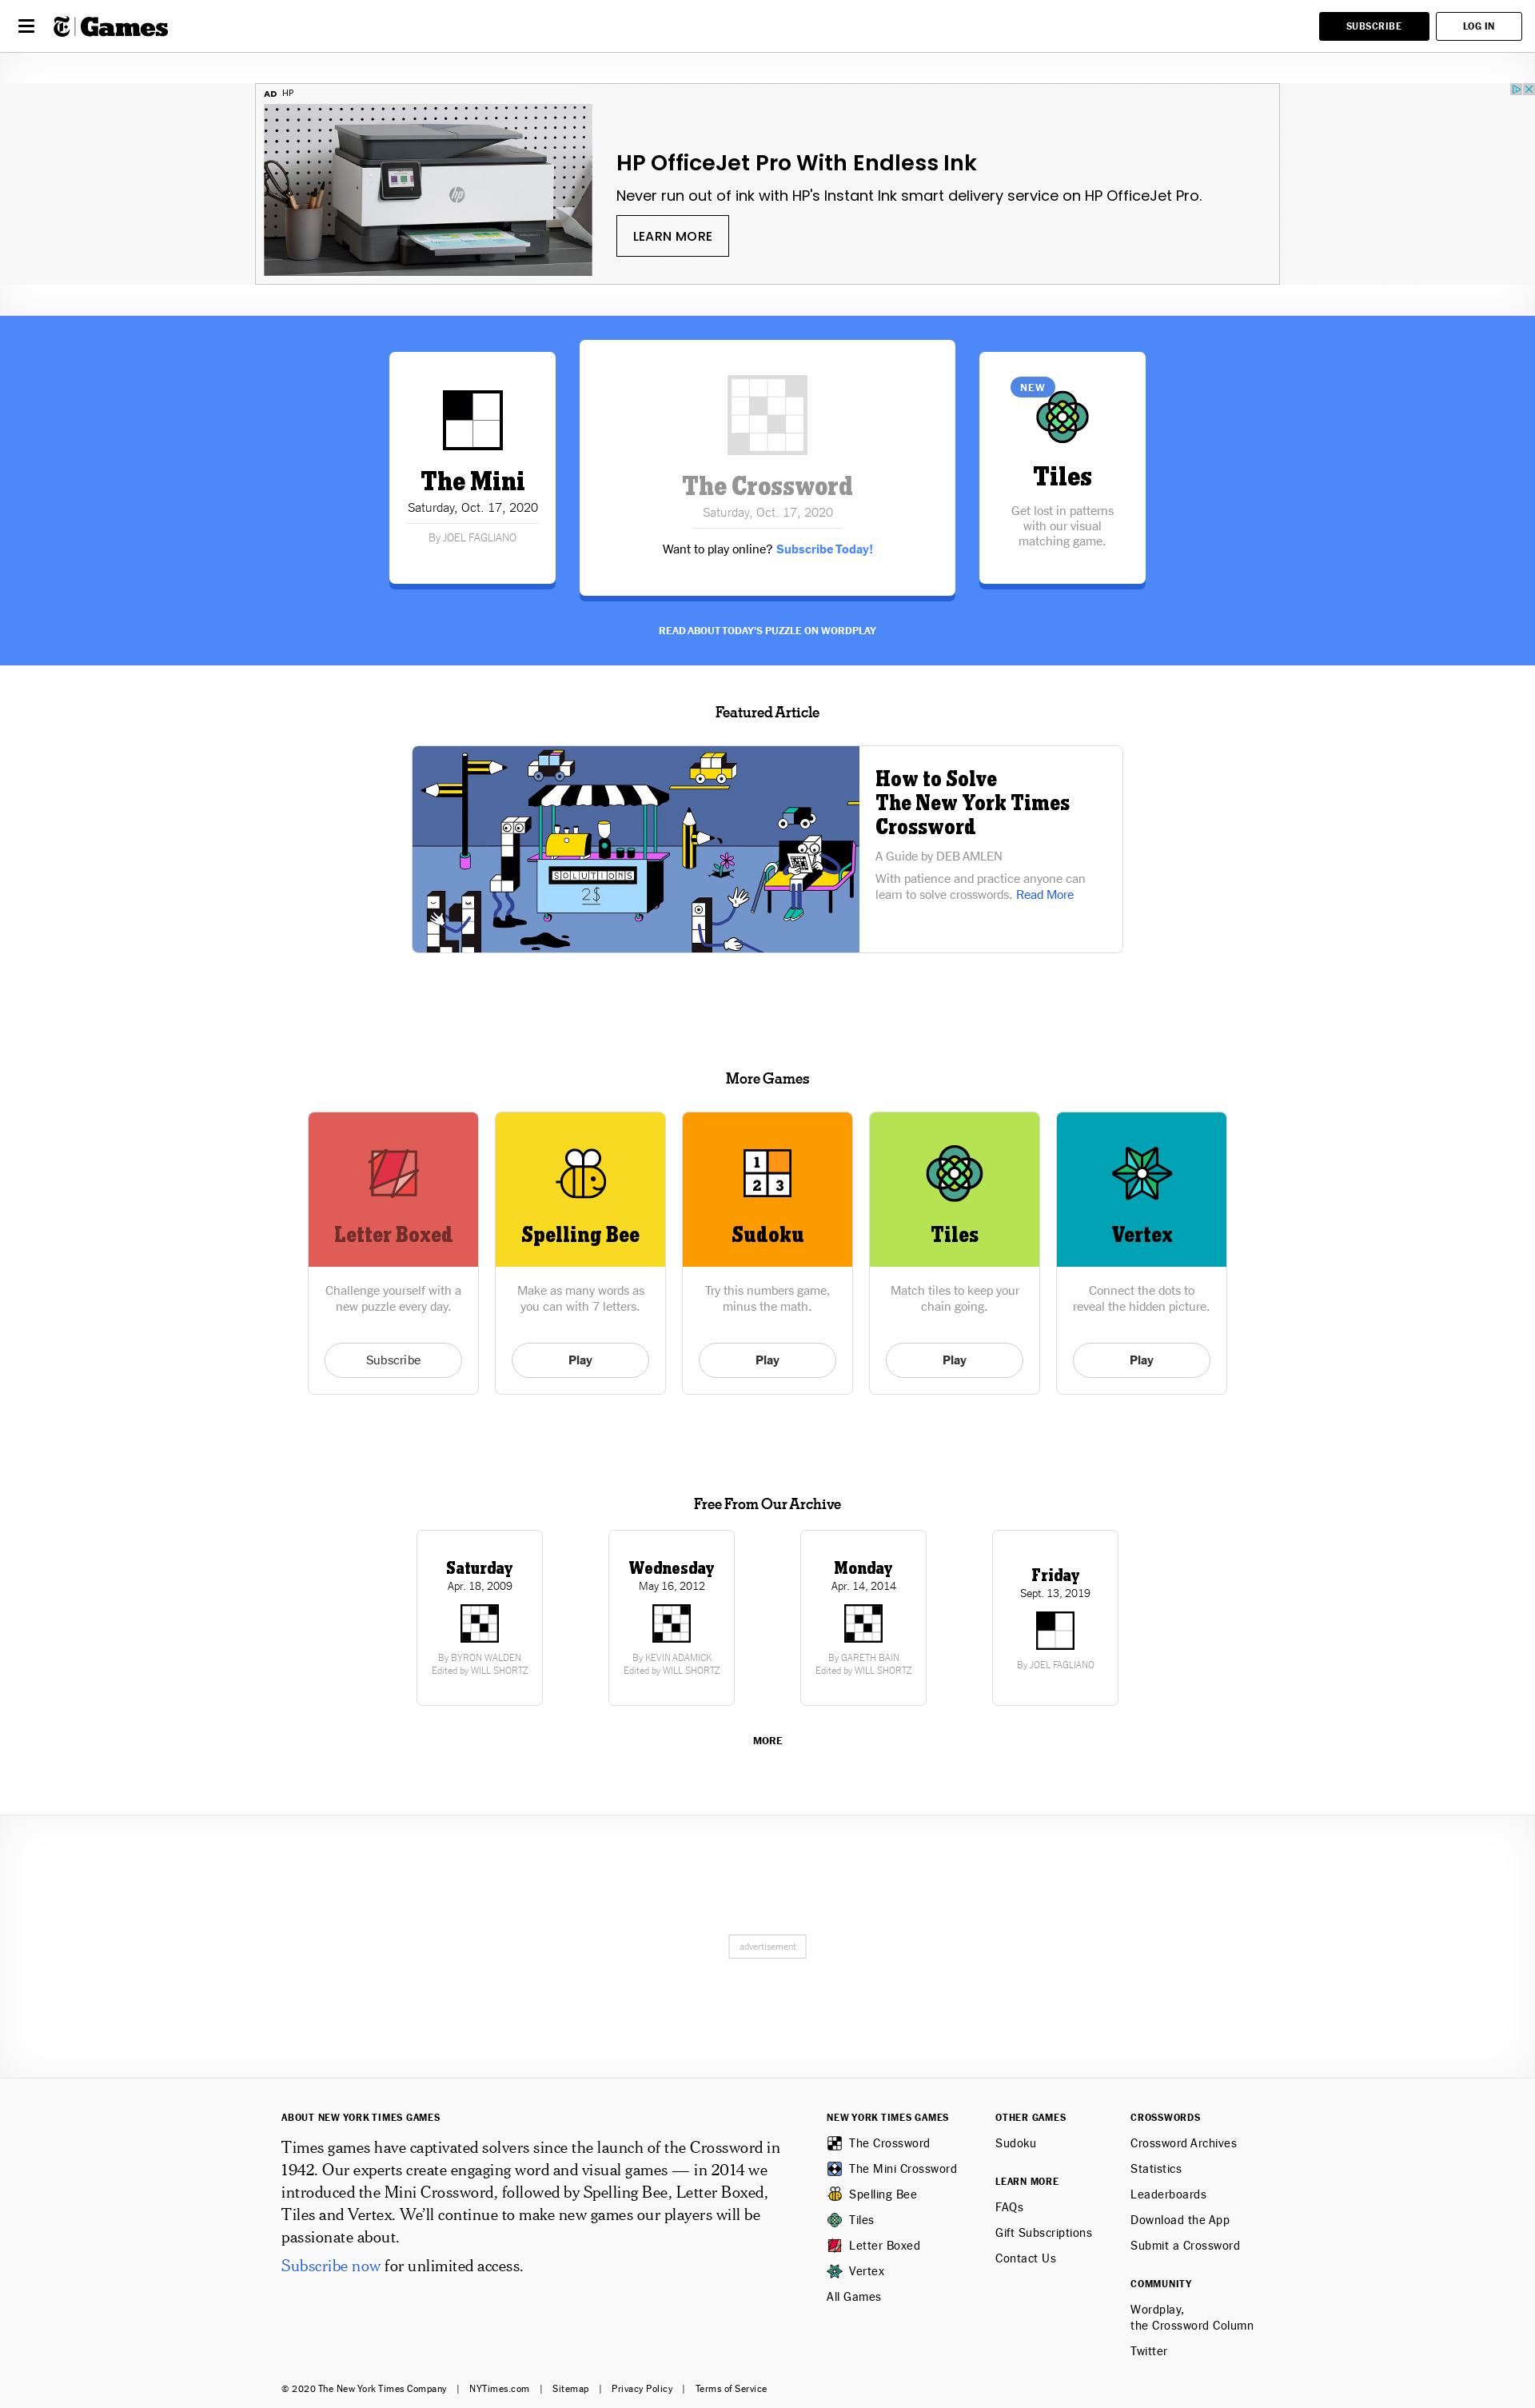 Games
SUBSCRIBE
LOG IN
AD HP
HP OfficeJet Pro With Endless Ink
Never run out of ink with HP's Instant Ink smart delivery service on HP OfficeJet Pro.
LEARN MORE
The Mini
Saturday, Oct. 17, 2020
By JOEL FAGLIANO
The Crossword
Saturday, Oct. 17, 2020
Want to play online? Subscribe Today!
NEW
Tiles
Get lost in patterns
with our visual
matching game.
READ ABOUT TODAY'S PUZZLE ON WORDPLAY
Featured Article
SOLUTIONS
2$
How to Solve
The New York Times
Crossword
A Guide by DEB AMLEN
With patience and practice anyone can
learn to solve crosswords. Read More
More Games
Letter Boxed
Challenge yourself with a
new puzzle every day.
Subscribe
Spelling Bee
Make as many words as
you can with 7 letters.
Play
1
2 3
Sudoku
Try this numbers game,
minus the math.
Play
Tiles
Match tiles to keep your
chain going.
Play
Vertex
Connect the dots to
reveal the hidden picture.
Play
Free From Our Archive
Saturday
Apr. 18, 2009
By BYRON WALDEN
Edited by WILL SHORTZ
Wednesday
May 16, 2012
By KEVIN ADAMICK
Edited by WILL SHORTZ
Monday
Apr. 14, 2014
By GARETH BAIN
Edited by WILL SHORTZ
Friday
Sept. 13, 2019
By JOEL FAGLIANO
MORE
advertisement
ABOUT NEW YORK TIMES GAMES
Times games have captivated solvers since the launch of the Crossword in
1942. Our experts create engaging word and visual games — in 2014 we
introduced the Mini Crossword, followed by Spelling Bee, Letter Boxed,
Tiles and Vertex. We’ll continue to make new games our players will be
passionate about.
Subscribe now for unlimited access.
NEW YORK TIMES GAMES
The Crossword
The Mini Crossword
Spelling Bee
Tiles
Letter Boxed
Vertex
All Games
OTHER GAMES
Sudoku
LEARN MORE
FAQs
Gift Subscriptions
Contact Us
CROSSWORDS
Crossword Archives
Statistics
Leaderboards
Download the App
Submit a Crossword
COMMUNITY
Wordplay,
the Crossword Column
Twitter
© 2020 The New York Times Company | NYTimes.com | Sitemap | Privacy Policy | Terms of Service